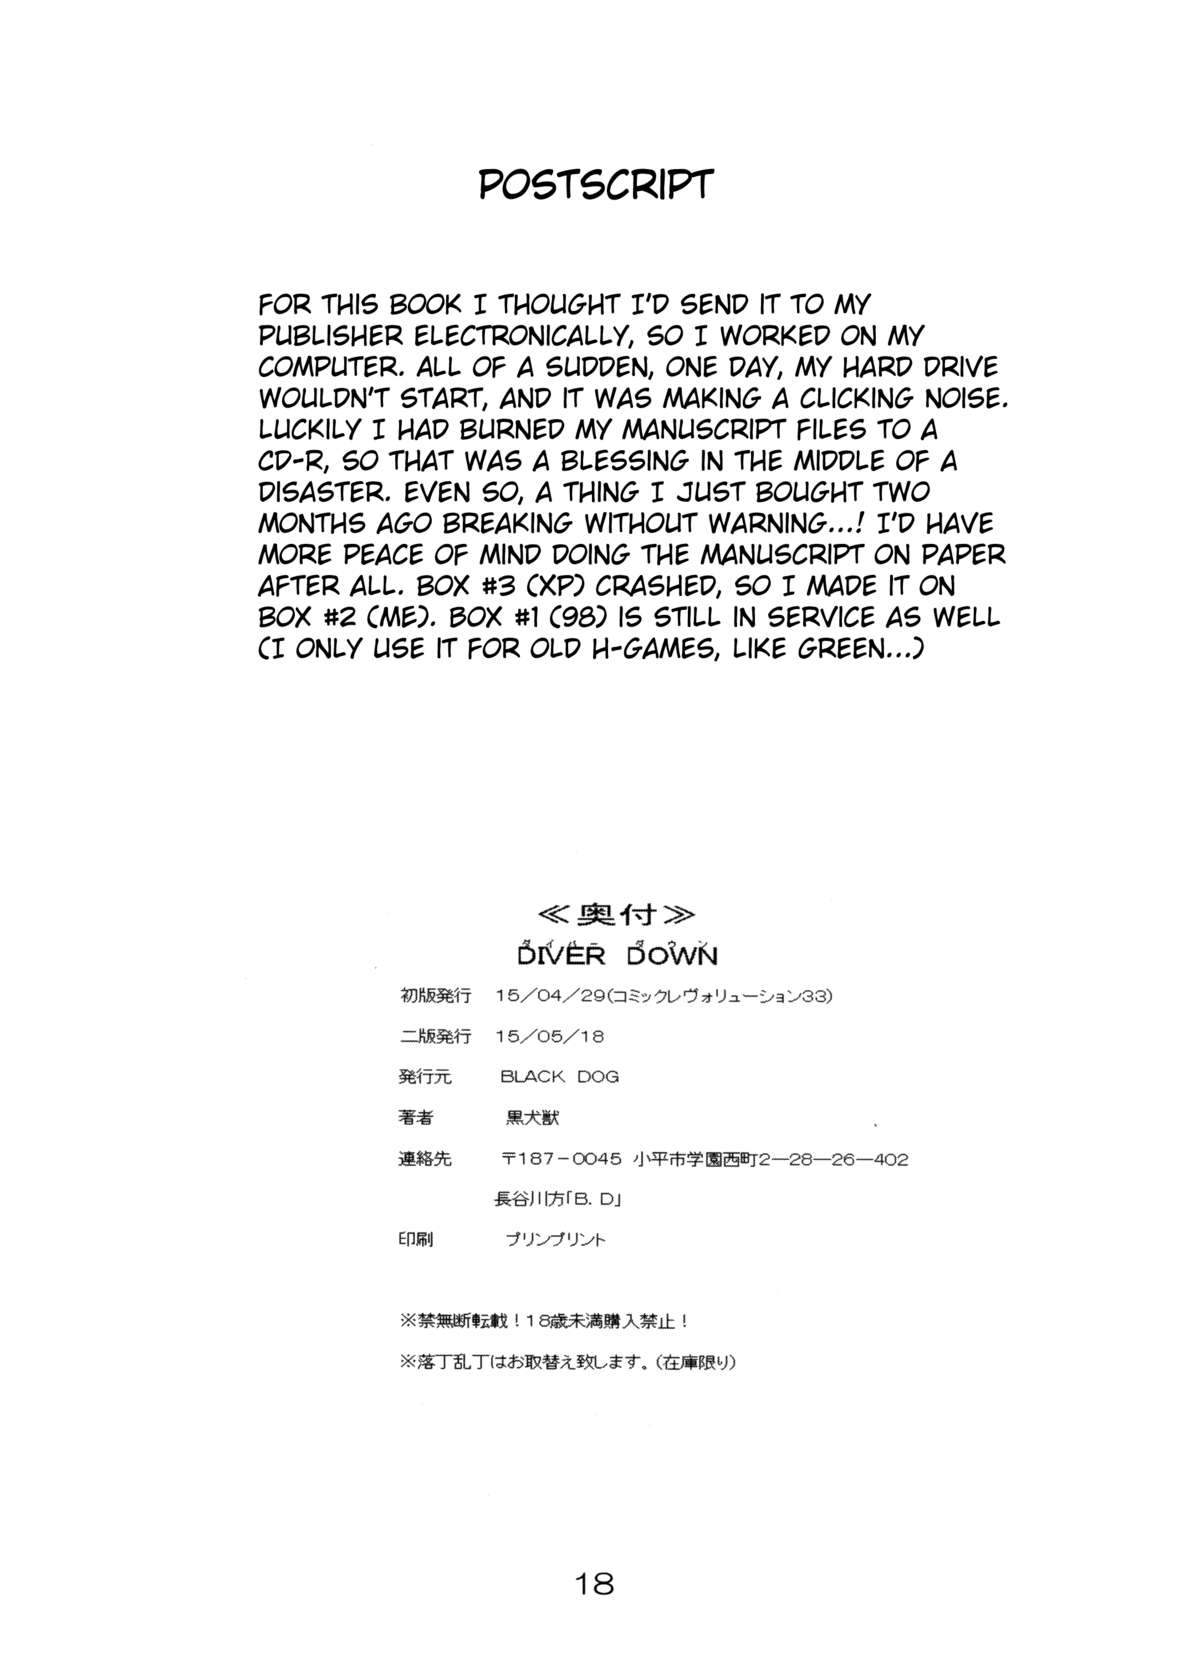 POSTSCRIPT
FOR THIS BOOK I THOUGHT I'D SEND IT TO MY
PUBLISHER ELECTRONICALLY, SO I WORKED ON MY
COMPUTER. ALL OF A SUDDEN, ONE DAY, MY HARD DRIVE
WOULDN'T START, AND IT WAS MAKING A CLICKING NOISE.
LUCKILY I HAD BURNED MY MANUSCRIPT FILES TO A
CD-R, SO THAT WAS A BLESSING IN THE MIDDLE OF A
DISASTER. EVEN SO, A THING I JUST BOUGHT TWO
MONTHS AGO BREAKING WITHOUT WARNING...! I'D HAVE
MORE PEACE OF MIND DOING THE MANUSCRIPT ON PAPER
AFTER ALL. BOX #3 (XP) CRASHED, SO I MADE IT ON
BOX #2 (ME). BOX #1 (98) IS STILL IN SERVICE AS WELL
(I ONLY USE IT FOR OLD H-GAMES, LIKE GREEN...)
≪奥付≫
ダイバー ダウン
DIVER DOWN
初版発行 15/04/29(コミックレヴォリューション33)
二版発行 15/05/18
発行元 BLACK DOG
著者 黒犬獣
連絡先 〒187-0045 小平市学園西町2―28―26―402
長谷川方「B.D」
印刷 プリンプリント
※禁無断転載!18歳未満購入禁止!
※落丁乱丁はお取替え致します。(在庫限り)
18